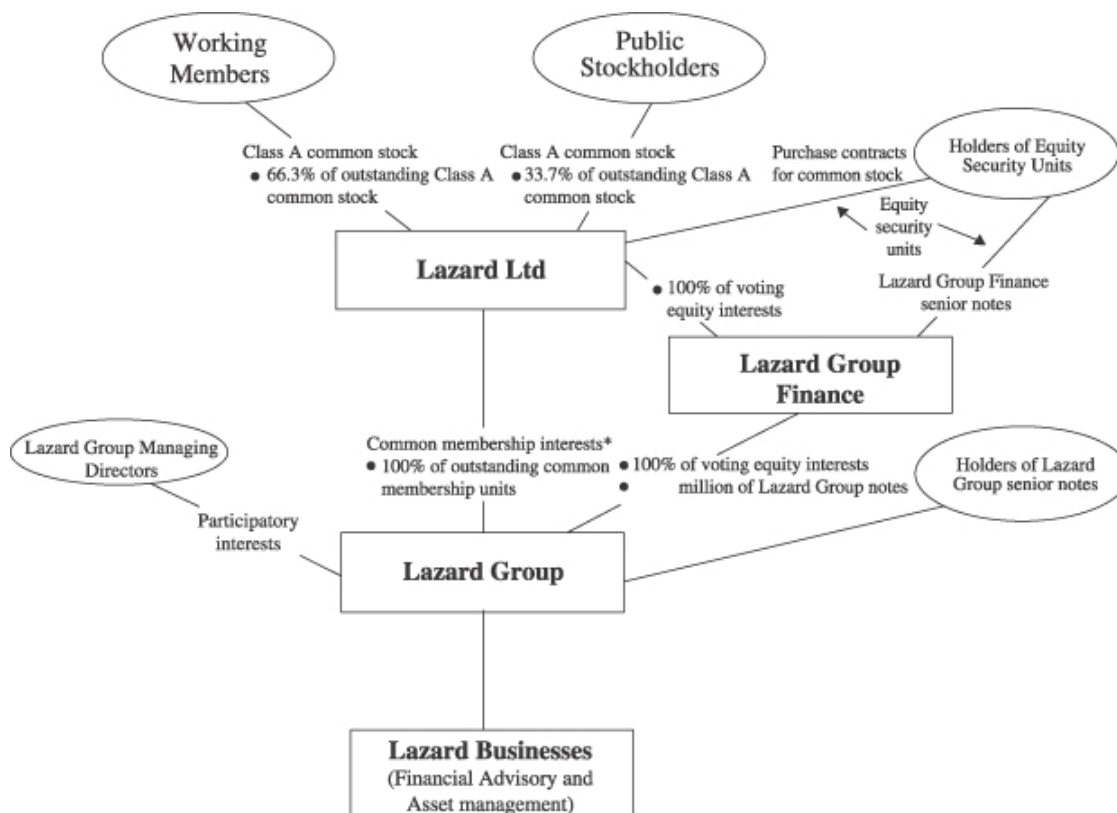 Working
Members
Public
Stockholders
Class A common stock
● 66.3% of outstanding Class A
common stock
Class A common stock
● 33.7% of outstanding Class A
common stock
Purchase contracts
for common stock
Holders of Equity
Security Units
Equity
security
units
Lazard Ltd
● 100% of voting
equity interests
Lazard Group Finance
senior notes
Lazard Group
Finance
Lazard Group Managing
Directors
Common membership interests*
● 100% of outstanding common
membership units
● 100% of voting equity interests
● million of Lazard Group notes
Holders of Lazard
Group senior notes
Participatory
interests
Lazard Group
Lazard Businesses
(Financial Advisory and
Asset management)